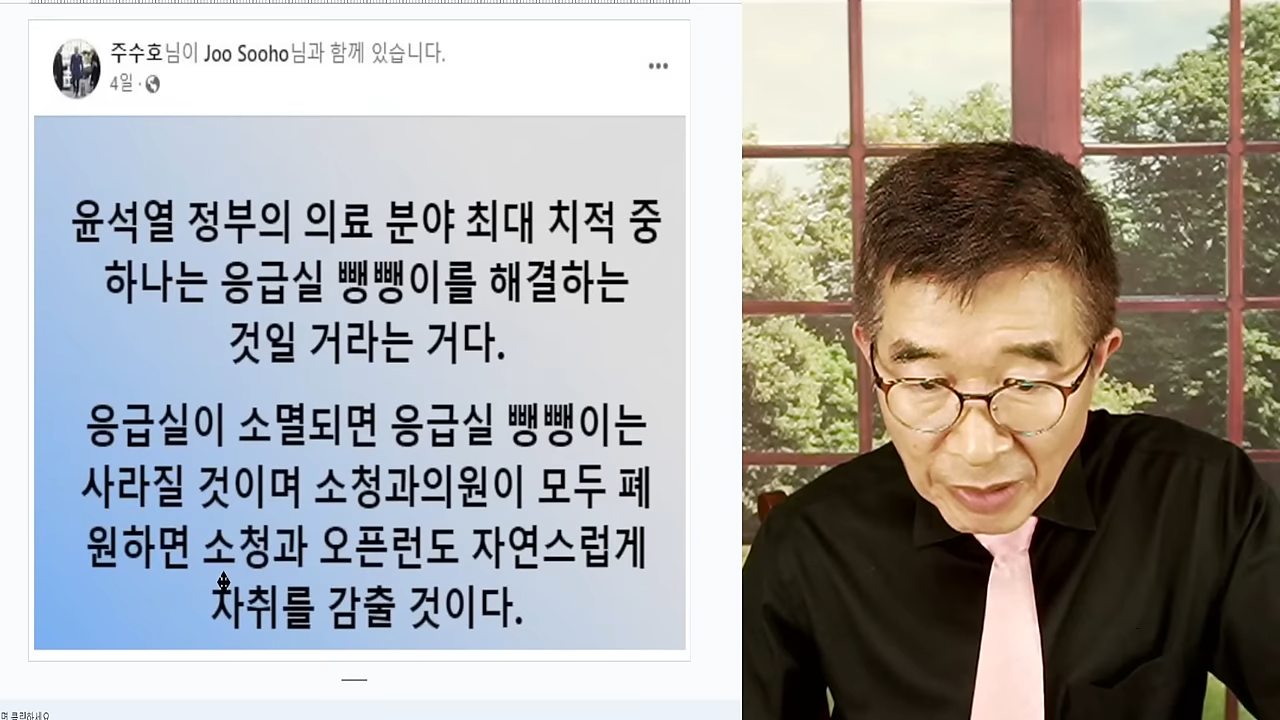 주수호님이 Joo Sooho님과 함께 있습니다.
4일 ·
윤석열 정부의 의료 분야 최대 치적 중
하나는 응급실 뺑뺑이를 해결하는
것일 거라는 거다.
응급실이 소멸되면 응급실 뺑뺑이는
사라질 것이며 소청과의원이 모두 폐
원하면 소청과 오픈런도 자연스럽게
자취를 감출 것이다.